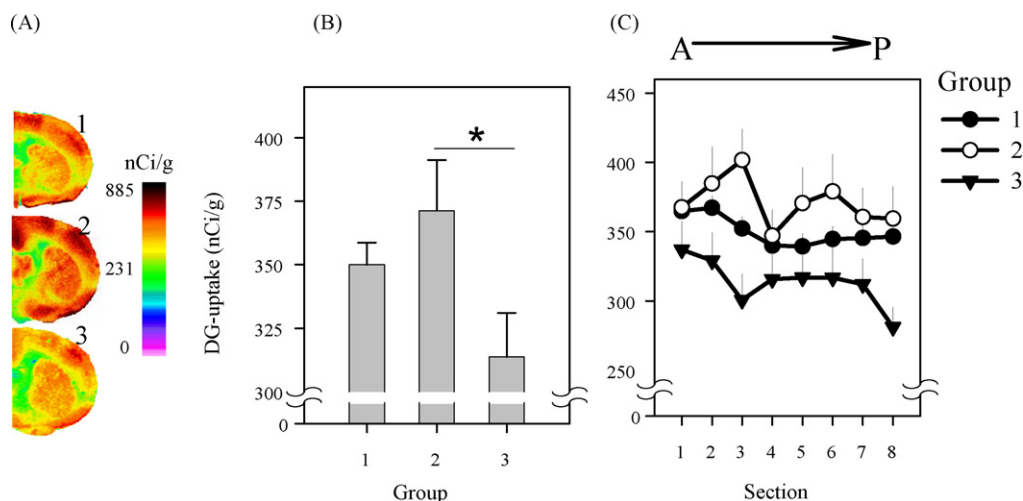 (A)
1
2
3
nCi/g
885
231
0
(B)
DG-uptake (nCi/g)
400
375
350
325
300
0
*
1 2 3
Group
(C)
A P
450
400
350
300
250
0
1 2 3 4 5 6 7 8
Section
Group
1
2
3